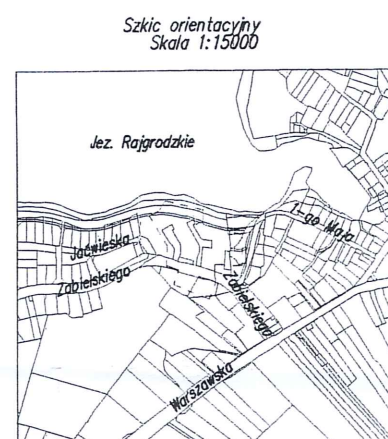 Szkic orientacyjny
Skala 1:15000
Jez. Rajgrodzkie
1-go Maja
Jaćwieska
Zabielskiego
Zabielskiego
Warszawska